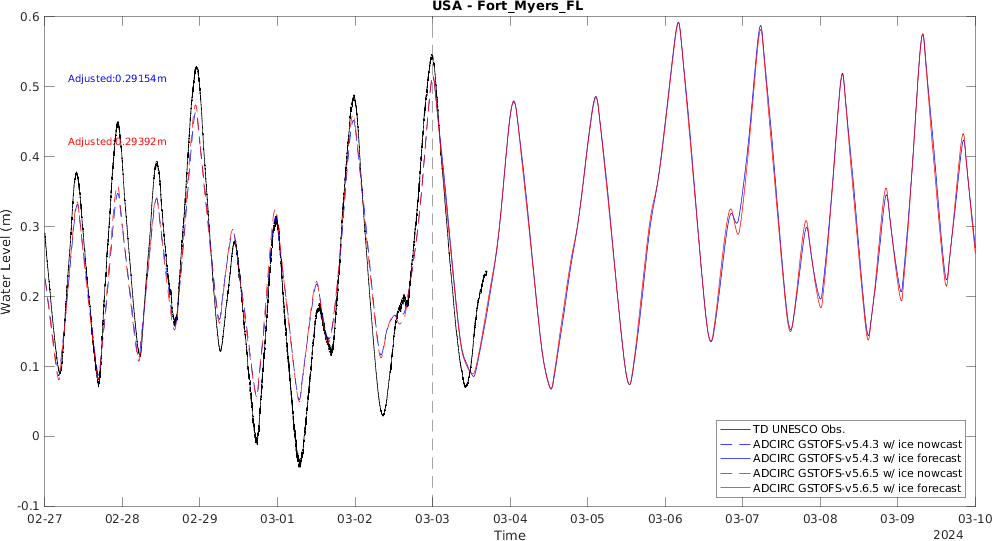 USA - Fort_Myers_FL
0.6
0.5
0.4
0.3
0.2
0.1
0
-0.1
Water Level (m)
Adjusted:0.29154m
Adjusted:0.29392m
TD UNESCO Obs.
ADCIRC GSTOFS-v5.4.3 w/ ice nowcast
ADCIRC GSTOFS-v5.4.3 w/ ice forecast
ADCIRC GSTOFS-v5.6.5 w/ ice nowcast
ADCIRC GSTOFS-v5.6.5 w/ ice forecast
02-27 02-28 02-29 03-01 03-02 03-03 03-04 03-05 03-06 03-07 03-08 03-09 03-10
Time
2024